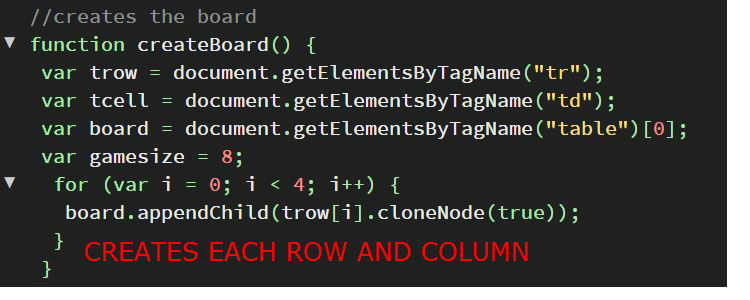 //creates the board
function createBoard() {
var trow = document.getElementsByTagName("tr");
var tcell = document.getElementsByTagName("td");
var board = document.getElementsByTagName("table")[0];
var gamesize = 8;
for (var i = 0; i < 4; i++) {
board.appendChild(trow[i].cloneNode(true));
}
CREATES EACH ROW AND COLUMN
}